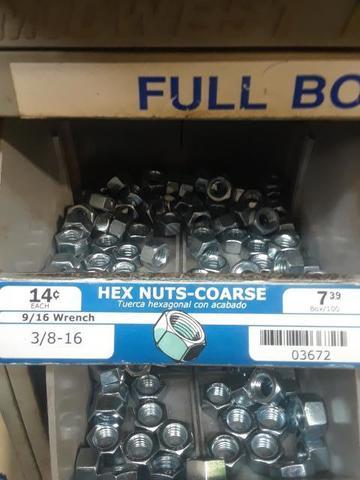 MIDWEST
FULL BO
14¢ EACH
HEX NUTS-COARSE
Tuerca hexagonal con acabado
7.39 Box/100
9/16 Wrench
3/8-16
03672